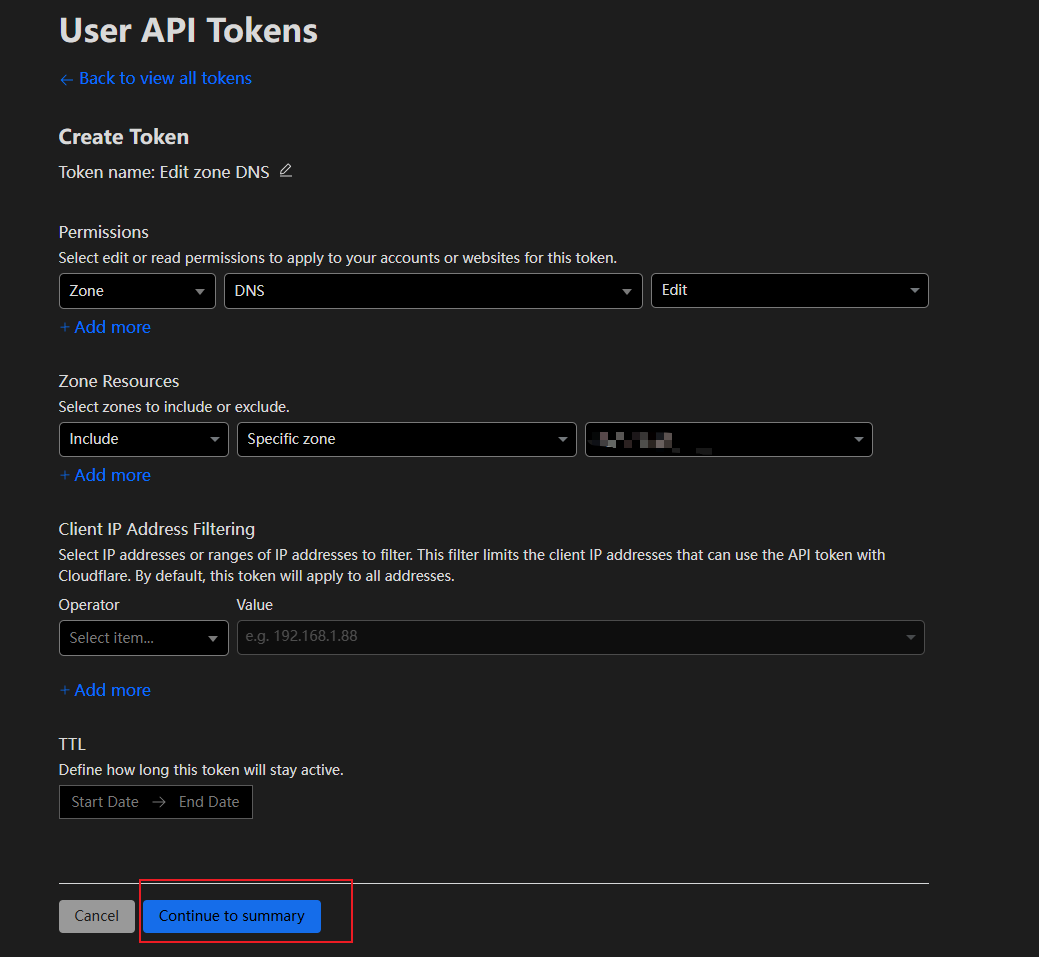 User API Tokens
← Back to view all tokens
Create Token
Token name: Edit zone DNS
Permissions
Select edit or read permissions to apply to your accounts or websites for this token.
Zone DNS Edit
+ Add more
Zone Resources
Select zones to include or exclude.
Include Specific zone
+ Add more
Client IP Address Filtering
Select IP addresses or ranges of IP addresses to filter. This filter limits the client IP addresses that can use the API token with
Cloudflare. By default, this token will apply to all addresses.
Operator Value
Select item... e.g. 192.168.1.88
+ Add more
TTL
Define how long this token will stay active.
Start Date → End Date
Cancel Continue to summary